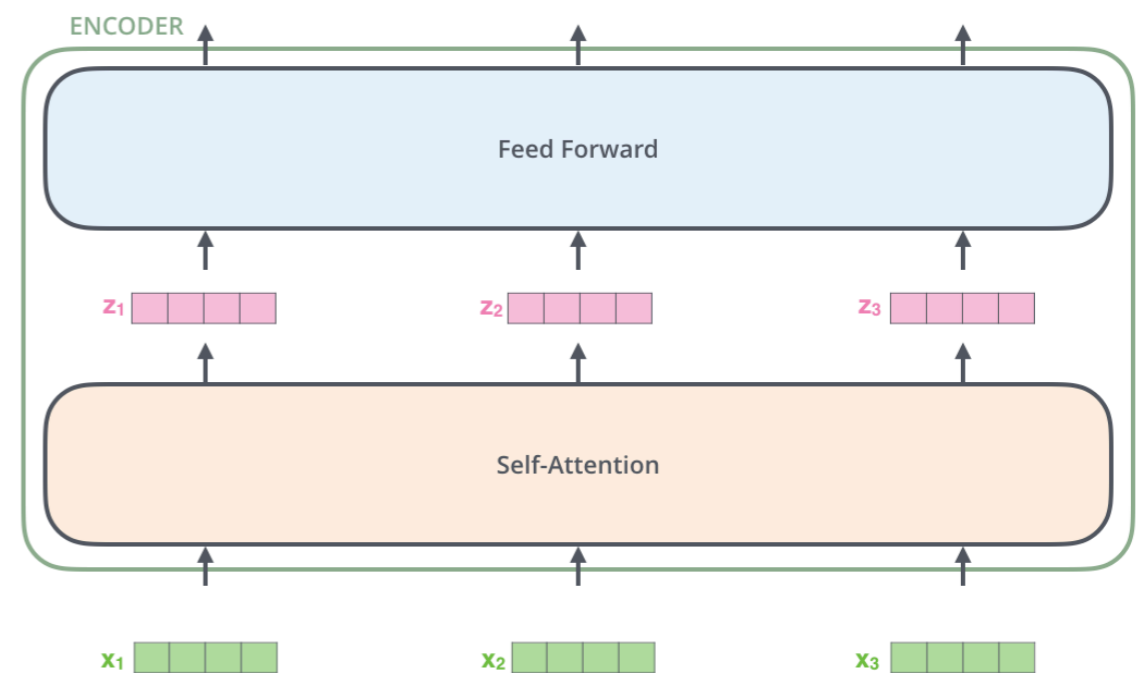 ENCODER
Feed Forward
z₁ z₂ z₃
Self-Attention
x₁ x₂ x₃